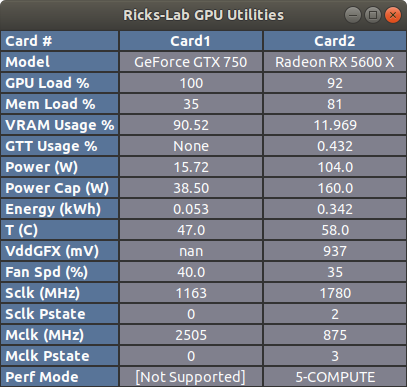 Ricks-Lab GPU Utilities
Card # Card1 Card2
Model GeForce GTX 750 Radeon RX 5600 X
GPU Load % 100 92
Mem Load % 35 81
VRAM Usage % 90.52 11.969
GTT Usage % None 0.432
Power (W) 15.72 104.0
Power Cap (W) 38.50 160.0
Energy (kWh) 0.053 0.342
T (C) 47.0 58.0
VddGFX (mV) nan 937
Fan Spd (%) 40.0 35
Sclk (MHz) 1163 1780
Sclk Pstate 0 2
Mclk (MHz) 2505 875
Mclk Pstate 0 3
Perf Mode [Not Supported] 5-COMPUTE